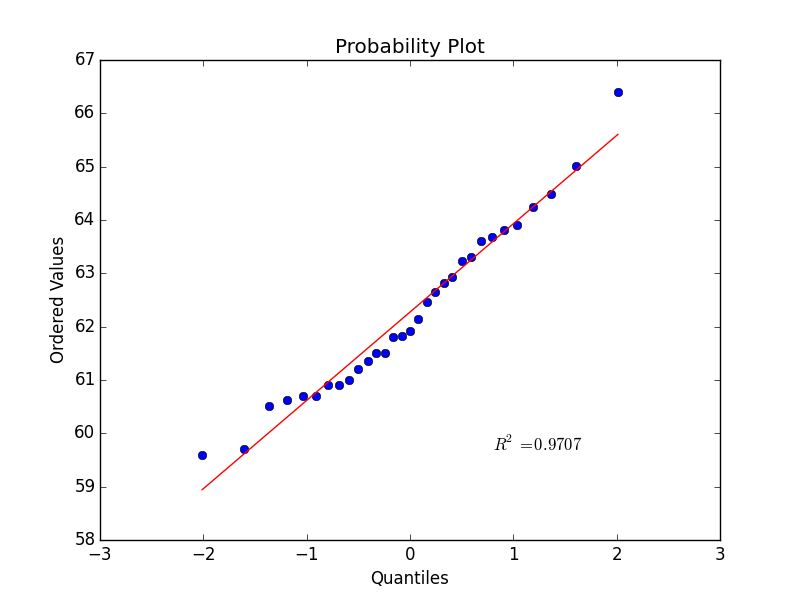 Probability Plot
67
66
65
64
63
62
61
60
59
58
Ordered Values
R² =0.9707
−3 −2 −1 0 1 2 3
Quantiles